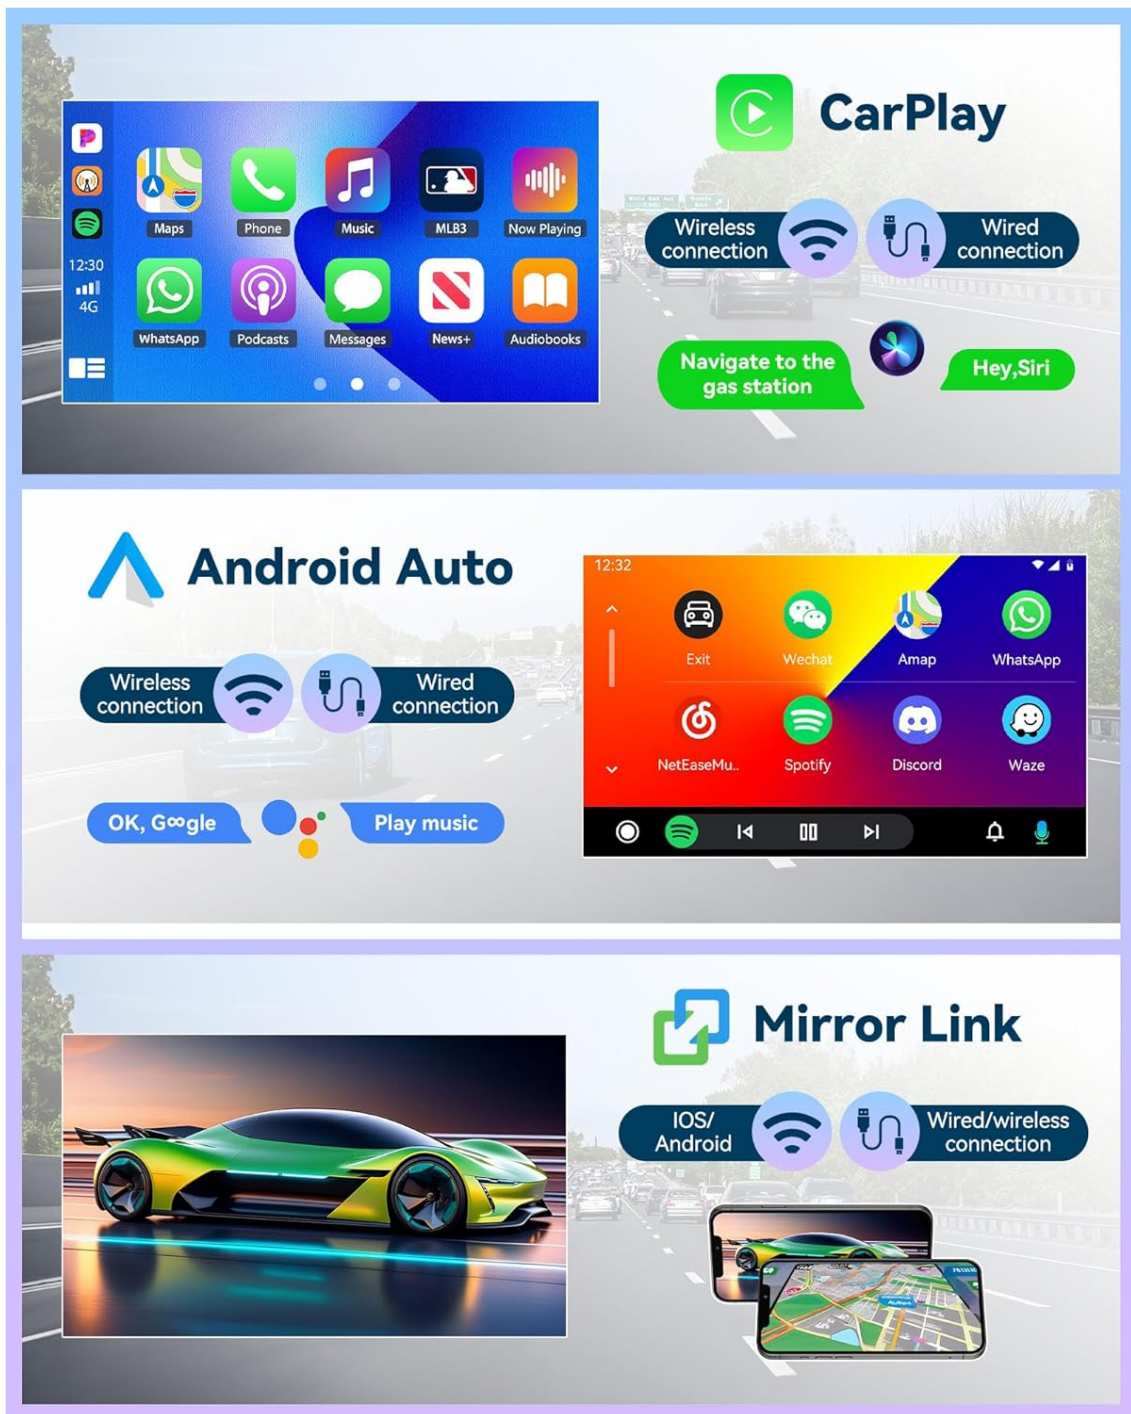 CarPlay
Maps
Phone
Music
MLB3
Now Playing
12:30
4G
WhatsApp
Podcasts
Messages
News+
Audiobooks
Wireless
connection
Wired
connection
Navigate to the
gas station
Hey,Siri
Android Auto
Wireless
connection
Wired
connection
OK, G∞gle
Play music
12:32
Exit
Wechat
Amap
WhatsApp
NetEaseMu..
Spotify
Discord
Waze
Mirror Link
IOS/
Android
Wired/wireless
connection